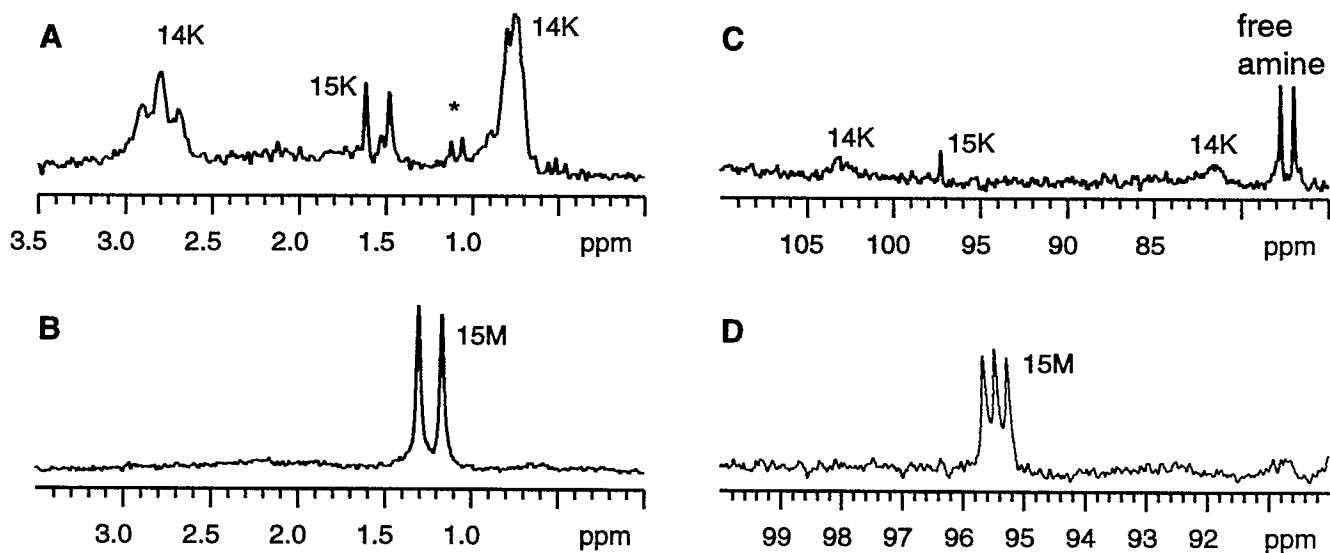 A
14K
15K
*
14K
3.5 3.0 2.5 2.0 1.5 1.0 ppm
B
15M
3.0 2.5 2.0 1.5 1.0 ppm
C
free
amine
14K
15K
14K
105 100 95 90 85 ppm
D
15M
99 98 97 96 95 94 93 92 ppm